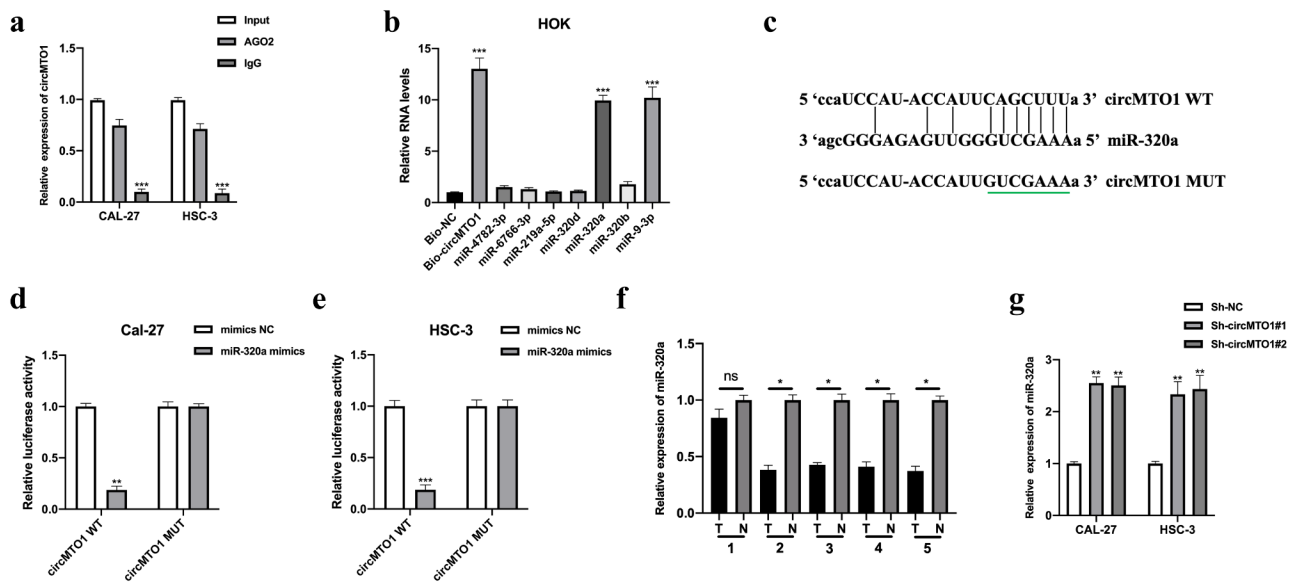 a
Input
AGO2
IgG
Relative expression of circMTO1
1.5
1.0
0.5
0.0
***
***
CAL-27
HSC-3
b
HOK
Relative RNA levels
15
10
5
0
***
***
***
Bio-NC
Bio-circMTO1
miR-4782-3p
miR-6766-3p
miR-219a-5p
miR-320d
miR-320a
miR-320b
miR-9-3p
c
5 ‘ccaUCCAU-ACCAUUCAGCUUUa 3’ circMTO1 WT
3 ‘agcGGGAGAGUUGGGUCGAAAa 5’ miR-320a
5 ‘ccaUCCAU-ACCAUUGUCGAAAa 3’ circMTO1 MUT
d
Cal-27
mimics NC
miR-320a mimics
Relative luciferase activity
1.5
1.0
0.5
0.0
**
circMTO1 WT
circMTO1 MUT
e
HSC-3
mimics NC
miR-320a mimics
Relative luciferase activity
1.5
1.0
0.5
0.0
***
circMTO1 WT
circMTO1 MUT
f
Relative expression of miR-320a
1.5
1.0
0.5
0.0
ns * * * *
T N T N T N T N T N
1 2 3 4 5
g
Sh-NC
Sh-circMTO1#1
Sh-circMTO1#2
Relative expression of miR-320a
3
2
1
0
** ** ** **
CAL-27
HSC-3